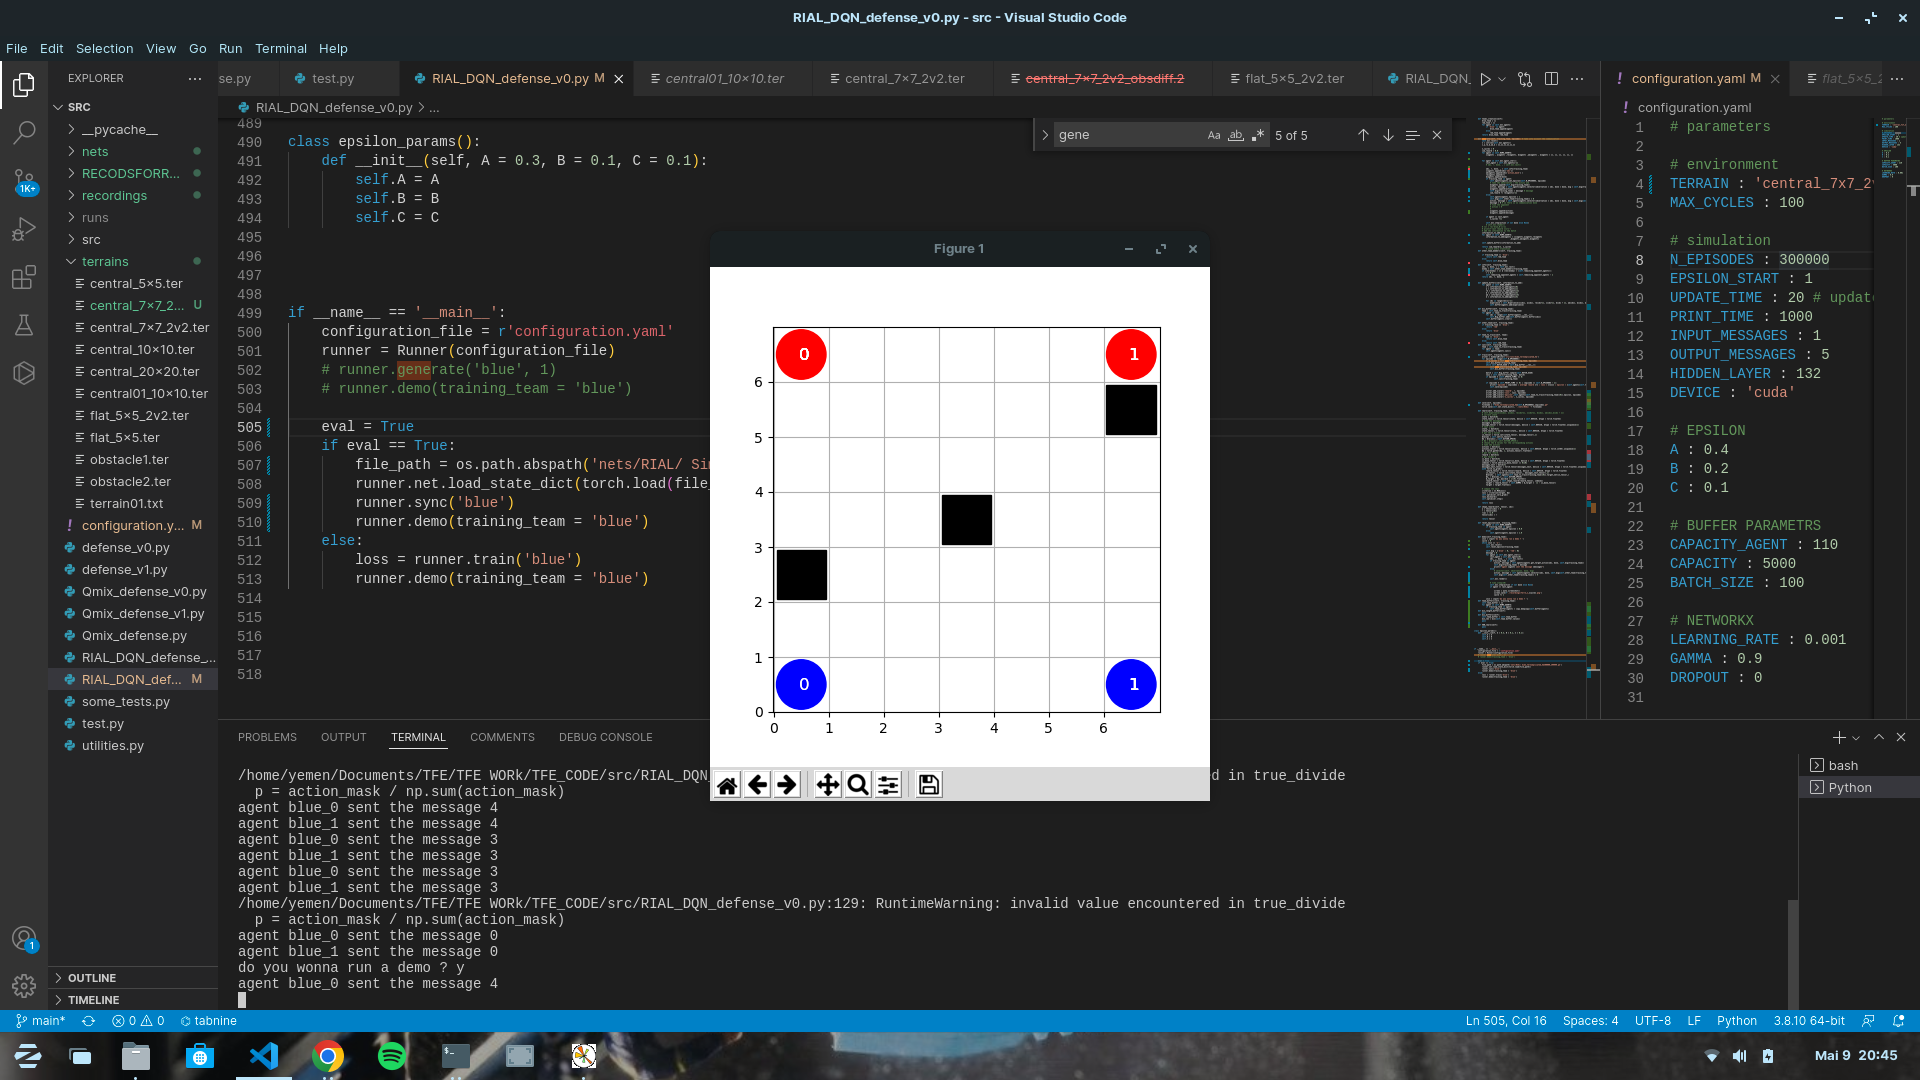 RIAL_DQN_defense_v0.py - src - Visual Studio Code
File Edit Selection View Go Run Terminal Help
EXPLORER
SRC
__pycache__
nets
RECODSFORR...
recordings
runs
src
terrains
central_5×5.ter
central_7×7_2... U
central_7×7_2v2.ter
central_10×10.ter
central_20×20.ter
central01_10×10.ter
flat_5×5_2v2.ter
flat_5×5.ter
obstacle1.ter
obstacle2.ter
terrain01.txt
configuration.y... M
defense_v0.py
defense_v1.py
Qmix_defense_v0.py
Qmix_defense_v1.py
Qmix_defense.py
RIAL_DQN_defense_...
RIAL_DQN_def... M
some_tests.py
test.py
utilities.py
OUTLINE
TIMELINE
1K+
1
se.py test.py RIAL_DQN_defense_v0.py M central01_10×10.ter central_7×7_2v2.ter central_7×7_2v2_obsdiff.2 flat_5×5_2v2.ter RIAL_DQN_
RIAL_DQN_defense_v0.py > ...
gene Aa ab 5 of 5
489
490 class epsilon_params():
491 def __init__(self, A = 0.3, B = 0.1, C = 0.1):
492 self.A = A
493 self.B = B
494 self.C = C
495
496
497
498
499 if __name__ == '__main__':
500 configuration_file = r'configuration.yaml'
501 runner = Runner(configuration_file)
502 # runner.generate('blue', 1)
503 # runner.demo(training_team = 'blue')
504
505 eval = True
506 if eval == True:
507 file_path = os.path.abspath('nets/RIAL/ Si
508 runner.net.load_state_dict(torch.load(file_
509 runner.sync('blue')
510 runner.demo(training_team = 'blue')
511 else:
512 loss = runner.train('blue')
513 runner.demo(training_team = 'blue')
514
515
516
517
518
Figure 1
0 1
6
5
4
3
2
1
0 1
0
0 1 2 3 4 5 6
configuration.yaml M flat_5×5_2
configuration.yaml
1 # parameters
2
3 # environment
4 TERRAIN : 'central_7x7_2v
5 MAX_CYCLES : 100
6
7 # simulation
8 N_EPISODES : 300000
9 EPSILON_START : 1
10 UPDATE_TIME : 20 # update
11 PRINT_TIME : 1000
12 INPUT_MESSAGES : 1
13 OUTPUT_MESSAGES : 5
14 HIDDEN_LAYER : 132
15 DEVICE : 'cuda'
16
17 # EPSILON
18 A : 0.4
19 B : 0.2
20 C : 0.1
21
22 # BUFFER PARAMETRS
23 CAPACITY_AGENT : 110
24 CAPACITY : 5000
25 BATCH_SIZE : 100
26
27 # NETWORKX
28 LEARNING_RATE : 0.001
29 GAMMA : 0.9
30 DROPOUT : 0
31
PROBLEMS OUTPUT TERMINAL COMMENTS DEBUG CONSOLE
bash
Python
/home/yemen/Documents/TFE/TFE WORk/TFE_CODE/src/RIAL_DQN_ d in true_divide
p = action_mask / np.sum(action_mask)
agent blue_0 sent the message 4
agent blue_1 sent the message 4
agent blue_0 sent the message 3
agent blue_1 sent the message 3
agent blue_0 sent the message 3
agent blue_1 sent the message 3
/home/yemen/Documents/TFE/TFE WORk/TFE_CODE/src/RIAL_DQN_defense_v0.py:129: RuntimeWarning: invalid value encountered in true_divide
p = action_mask / np.sum(action_mask)
agent blue_0 sent the message 0
agent blue_1 sent the message 0
do you wonna run a demo ? y
agent blue_0 sent the message 4
main* 0 0 tabnine Ln 505, Col 16 Spaces: 4 UTF-8 LF Python 3.8.10 64-bit
Mai 9 20:45